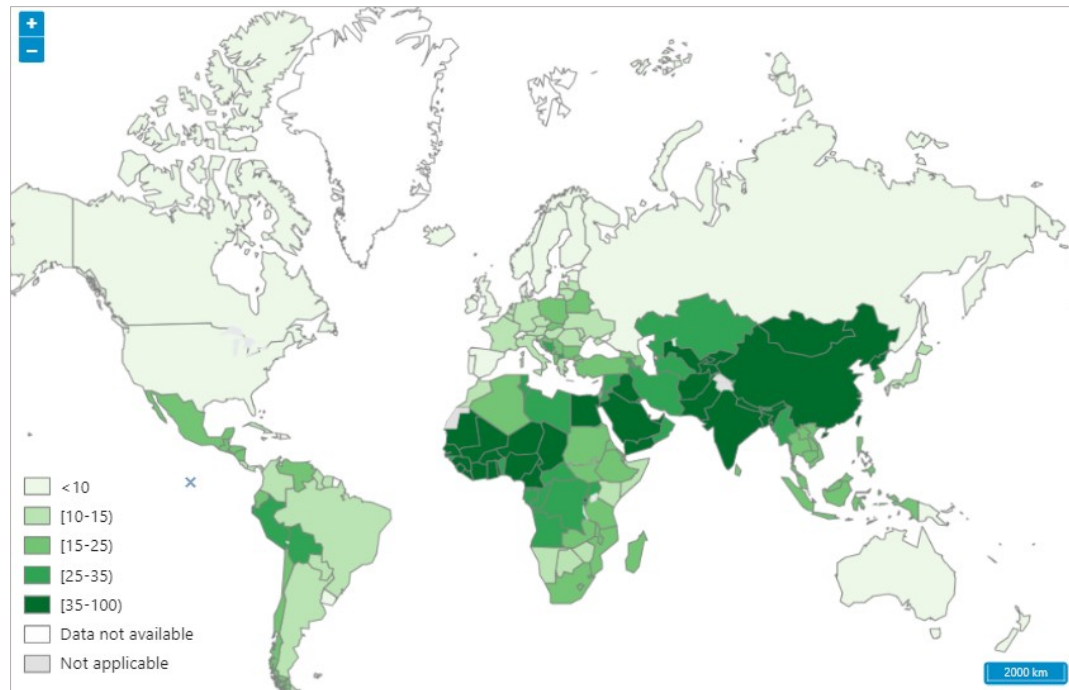 +
−
<10
[10-15)
[15-25)
[25-35)
[35-100)
Data not available
Not applicable
2000 km